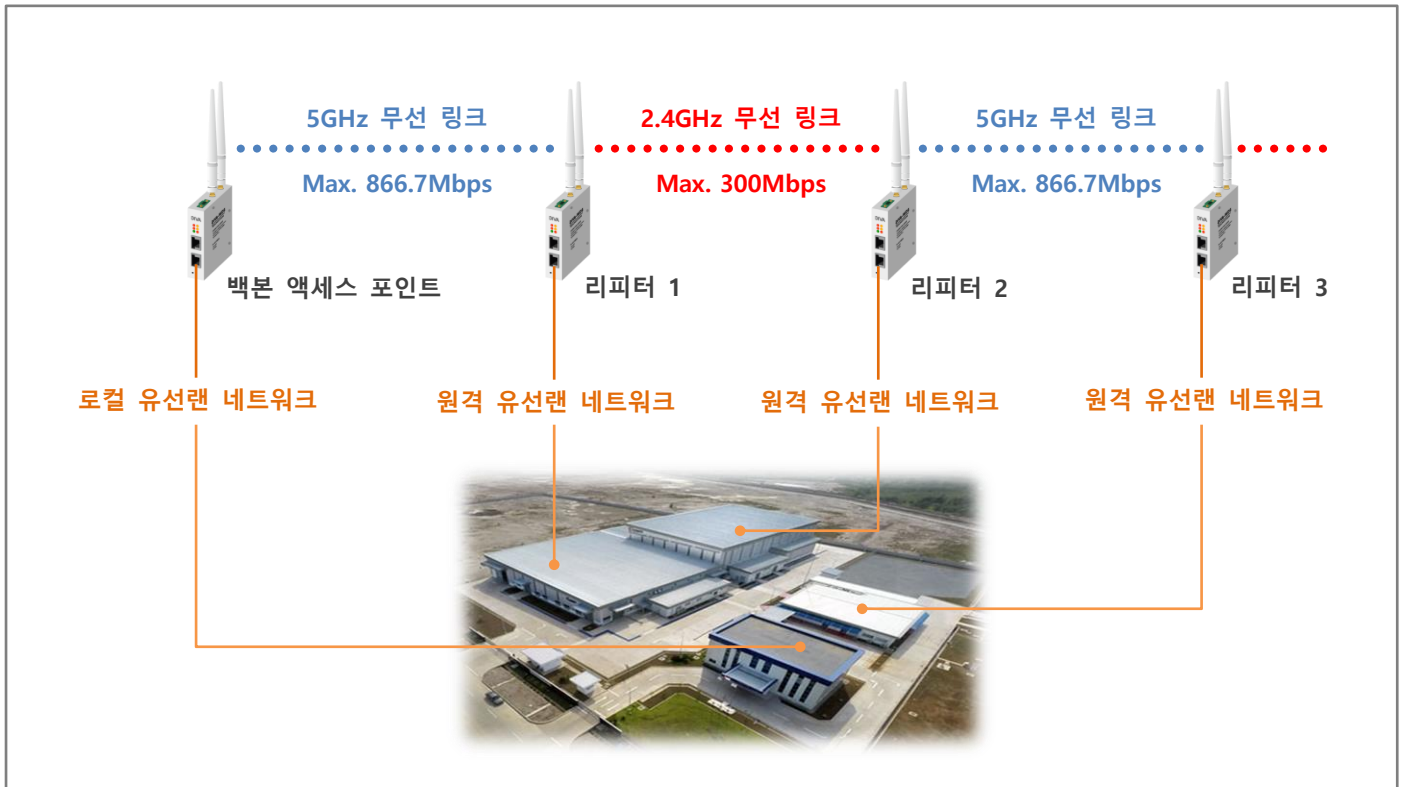 5GHz 무선 링크
2.4GHz 무선 링크
5GHz 무선 링크
Max. 866.7Mbps
Max. 300Mbps
Max. 866.7Mbps
백본 액세스 포인트
리피터 1
리피터 2
리피터 3
로컬 유선랜 네트워크
원격 유선랜 네트워크
원격 유선랜 네트워크
원격 유선랜 네트워크